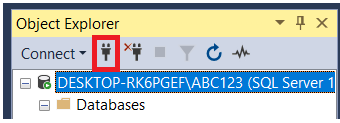 Object Explorer
Connect
DESKTOP-RK6PGEF\ABC123 (SQL Server 1
Databases